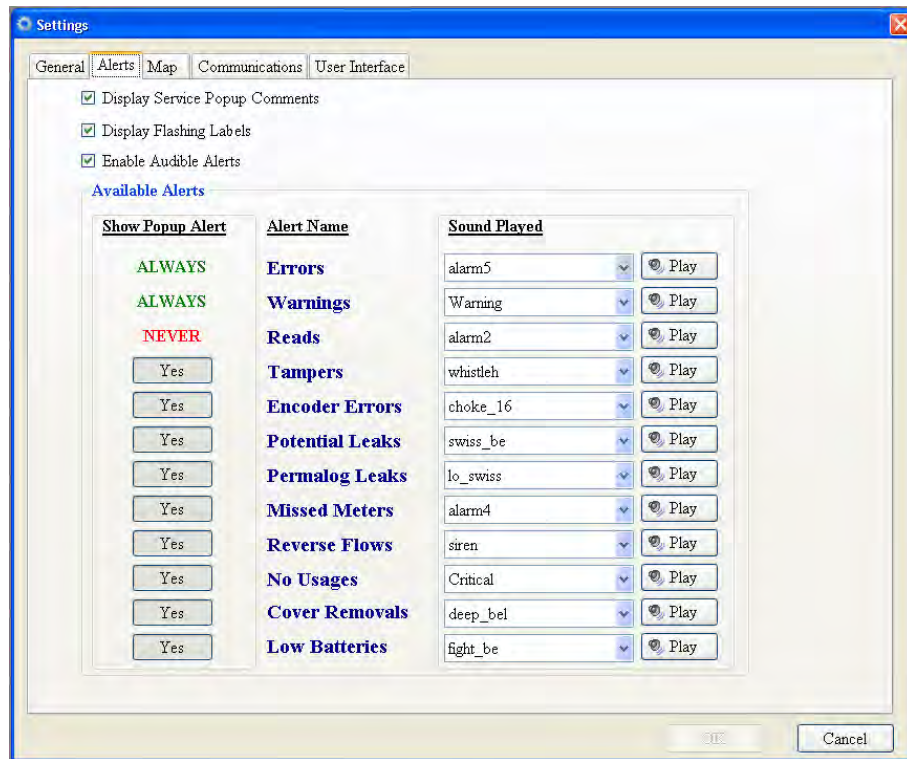 Settings
General Alerts Map Communications User Interface
Display Service Popup Comments
Display Flashing Labels
Enable Audible Alerts
Available Alerts
Show Popup Alert Alert Name Sound Played
ALWAYS Errors alarm5 Play
ALWAYS Warnings Warning Play
NEVER Reads alarm2 Play
Yes Tampers whistleh Play
Yes Encoder Errors choke_16 Play
Yes Potential Leaks swiss_be Play
Yes Permalog Leaks lo_swiss Play
Yes Missed Meters alarm4 Play
Yes Reverse Flows siren Play
Yes No Usages Critical Play
Yes Cover Removals deep_bel Play
Yes Low Batteries fight_be Play
Cancel